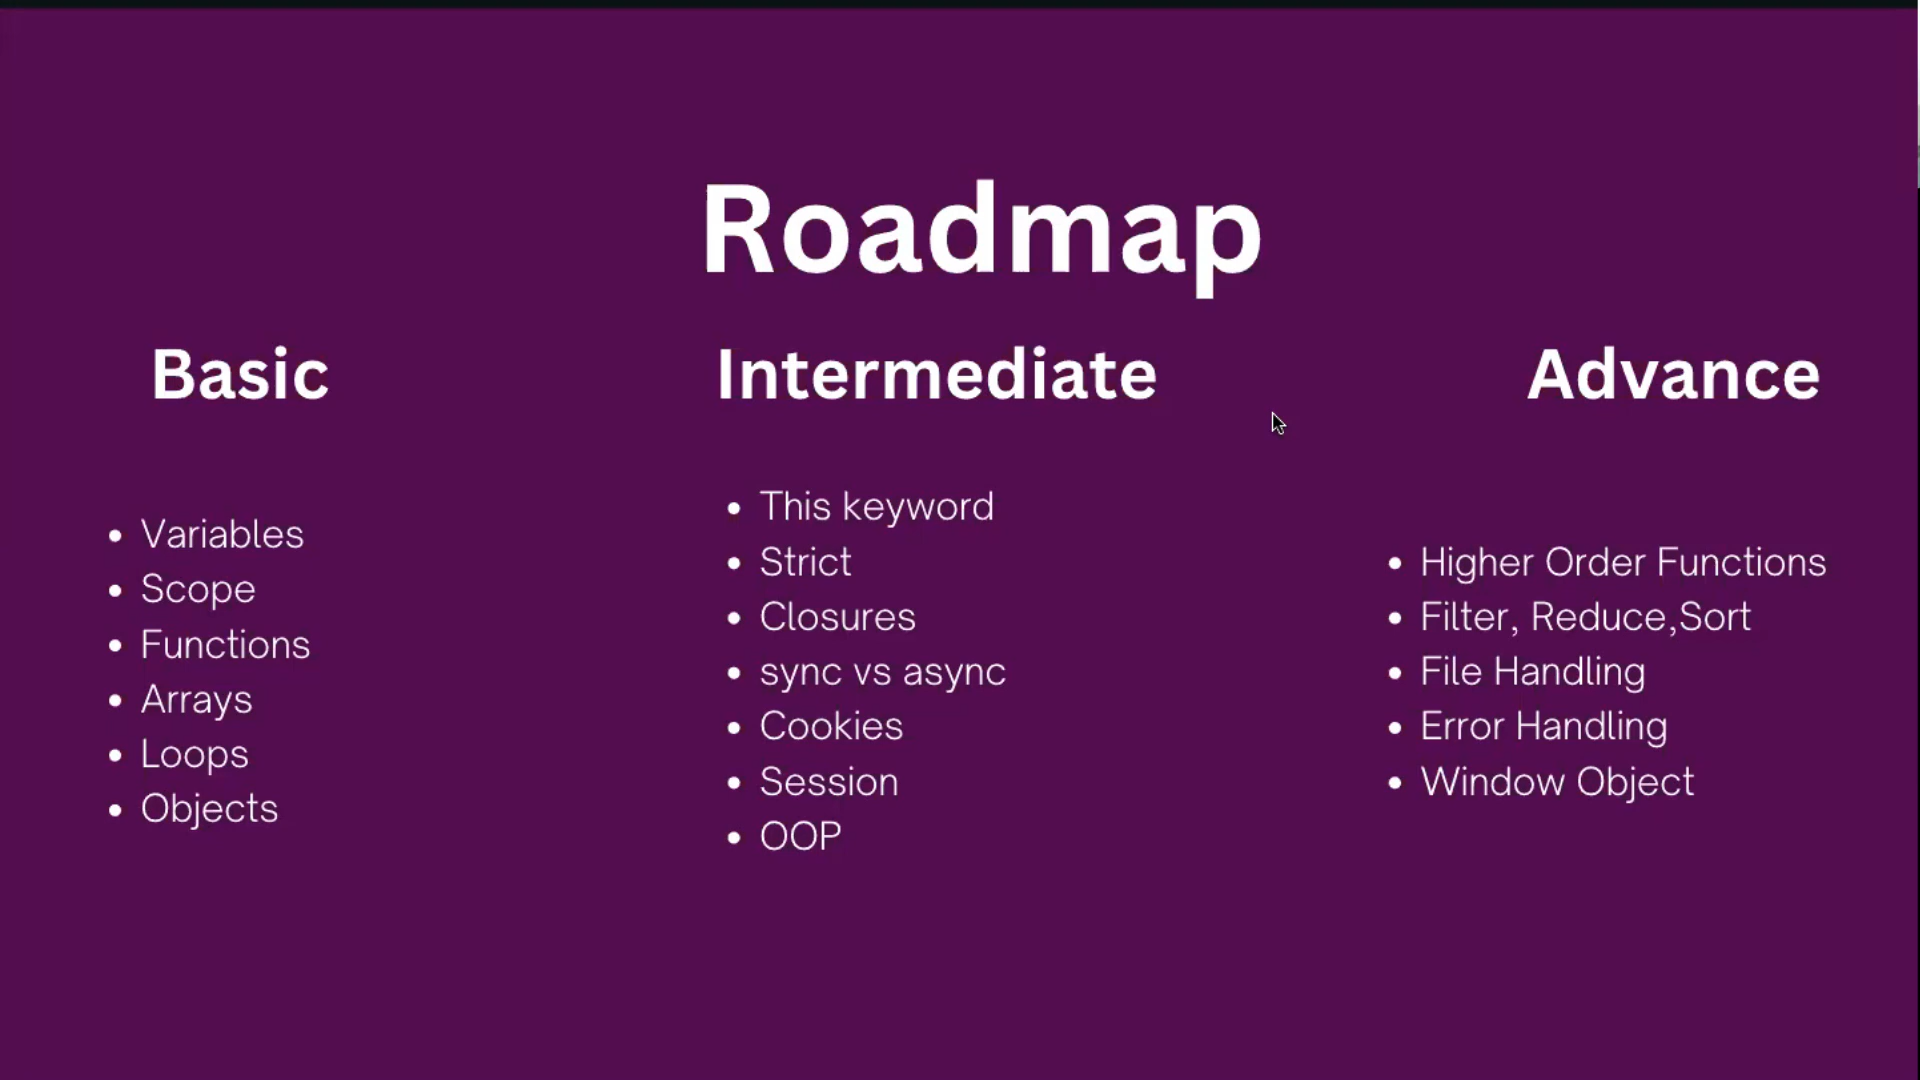 Roadmap
Basic
Variables
Scope
Functions
Arrays
Loops
Objects
Intermediate
This keyword
Strict
Closures
sync vs async
Cookies
Session
OOP
Advance
Higher Order Functions
Filter, Reduce,Sort
File Handling
Error Handling
Window Object